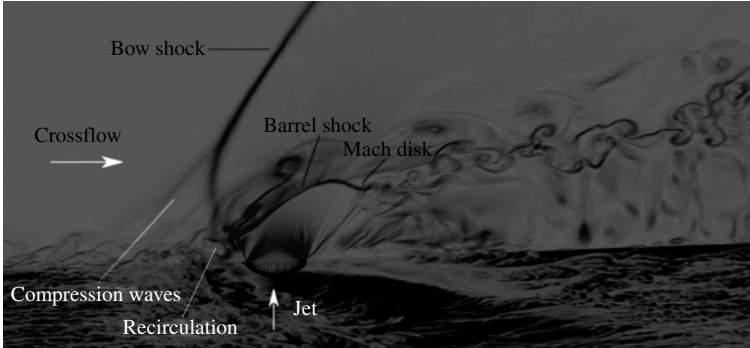 Bow shock
Crossflow
Barrel shock
Mach disk
Compression waves
Recirculation
Jet